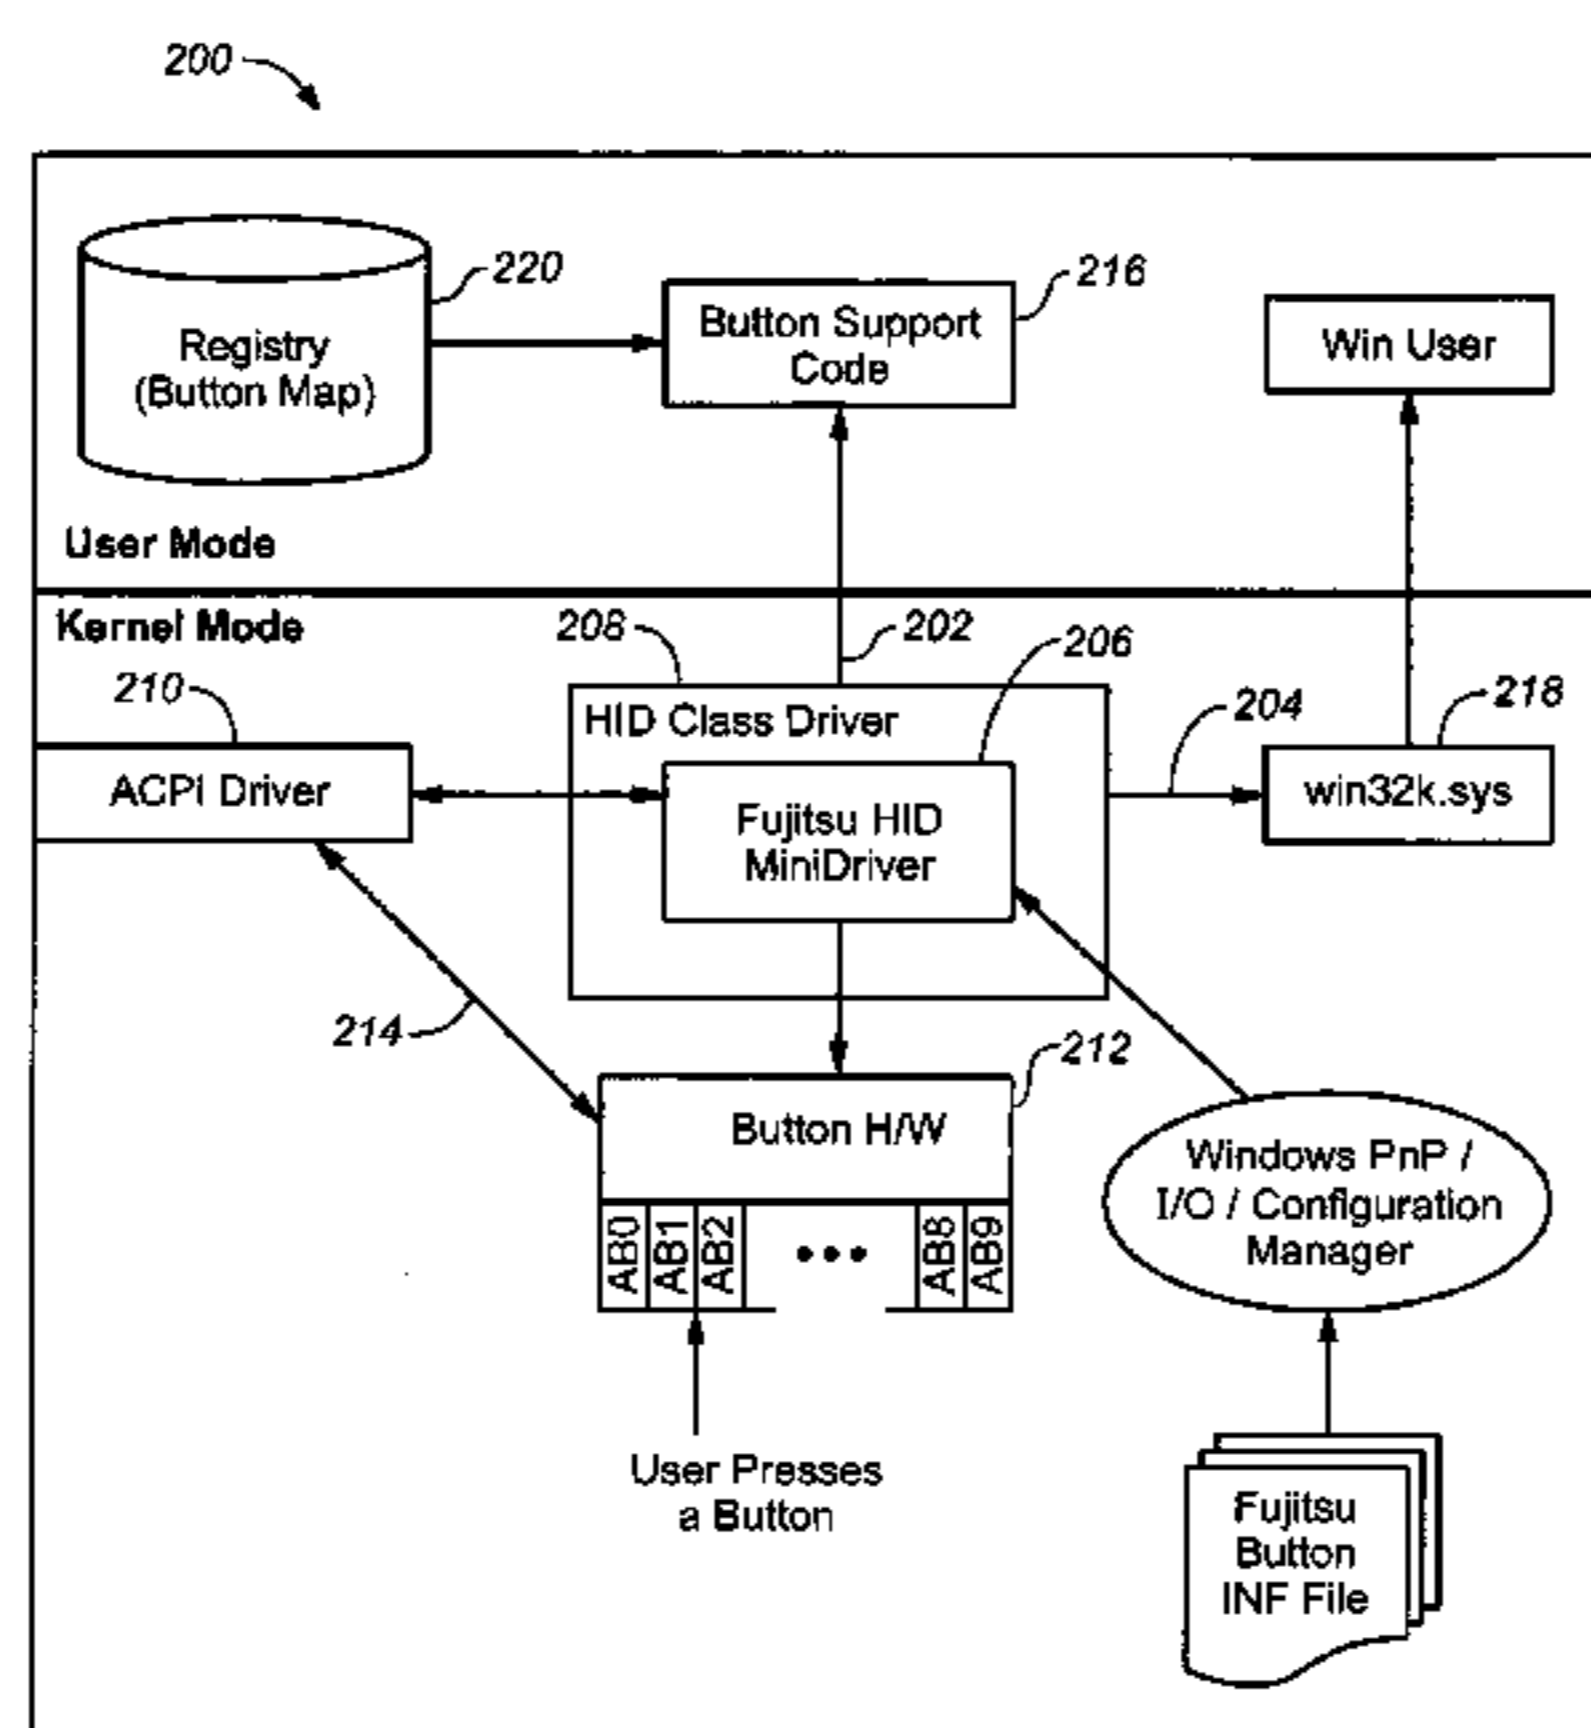 200
220
216
Registry
(Button Map)
Button Support
Code
Win User
User Mode
Kernel Mode
208
202
206
210
204
218
HID Class Driver
ACPI Driver
Fujitsu HID
MiniDriver
win32k.sys
214
212
Button H/W
AB0
AB1
AB2
•••
AB8
AB9
Windows PnP /
I/O / Configuration
Manager
User Presses
a Button
Fujitsu
Button
INF File